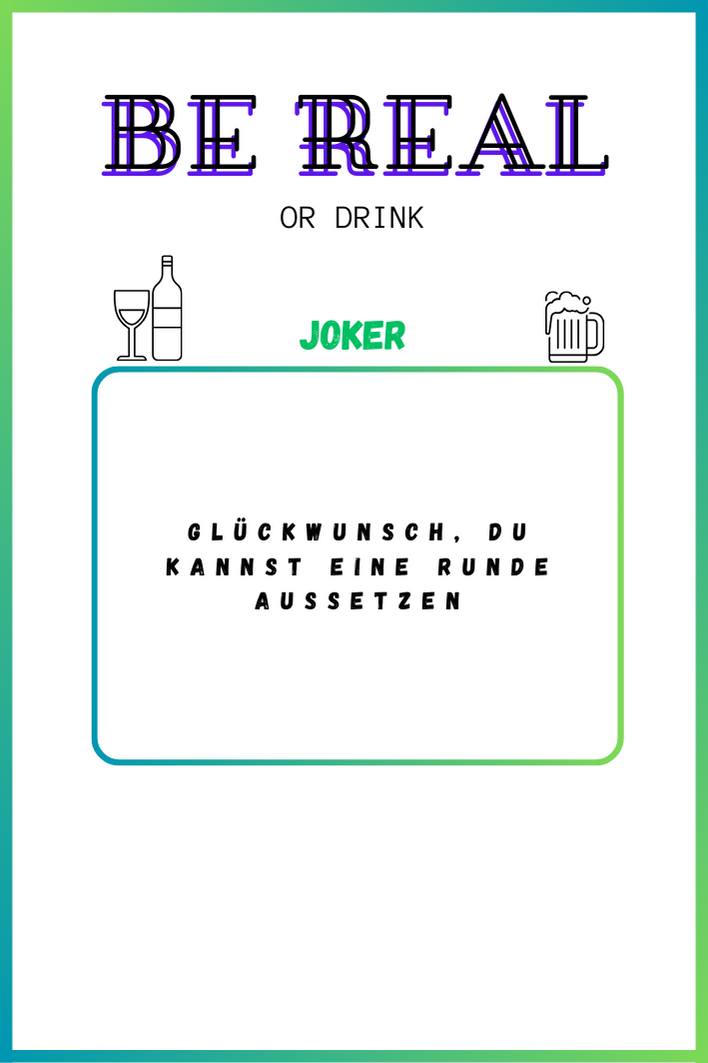 BE REAL
OR DRINK
JOKER
GLÜCKWUNSCH, DU
KANNST EINE RUNDE
AUSSETZEN